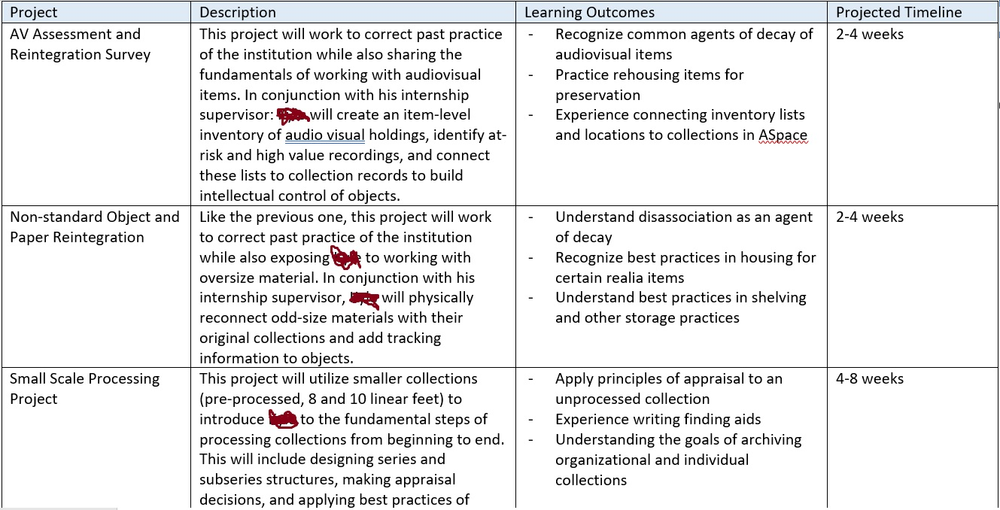 Project
Description
Learning Outcomes
Projected Timeline
AV Assessment and
Reintegration Survey
This project will work to correct past practice
of the institution while also sharing the
fundamentals of working with audiovisual
items. In conjunction with his internship
supervisor: will create an item-level
inventory of audio visual holdings, identify at-
risk and high value recordings, and connect
these lists to collection records to build
intellectual control of objects.
- Recognize common agents of decay of
audiovisual items
- Practice rehousing items for
preservation
- Experience connecting inventory lists
and locations to collections in ASpace
2-4 weeks
Non-standard Object and
Paper Reintegration
Like the previous one, this project will work
to correct past practice of the institution
while also exposing to working with
oversize material. In conjunction with his
internship supervisor, will physically
reconnect odd-size materials with their
original collections and add tracking
information to objects.
- Understand disassociation as an agent
of decay
- Recognize best practices in housing for
certain realia items
- Understand best practices in shelving
and other storage practices
2-4 weeks
Small Scale Processing
Project
This project will utilize smaller collections
(pre-processed, 8 and 10 linear feet) to
introduce to the fundamental steps of
processing collections from beginning to end.
This will include designing series and
subseries structures, making appraisal
decisions, and applying best practices of
- Apply principles of appraisal to an
unprocessed collection
- Experience writing finding aids
- Understanding the goals of archiving
organizational and individual
collections
4-8 weeks